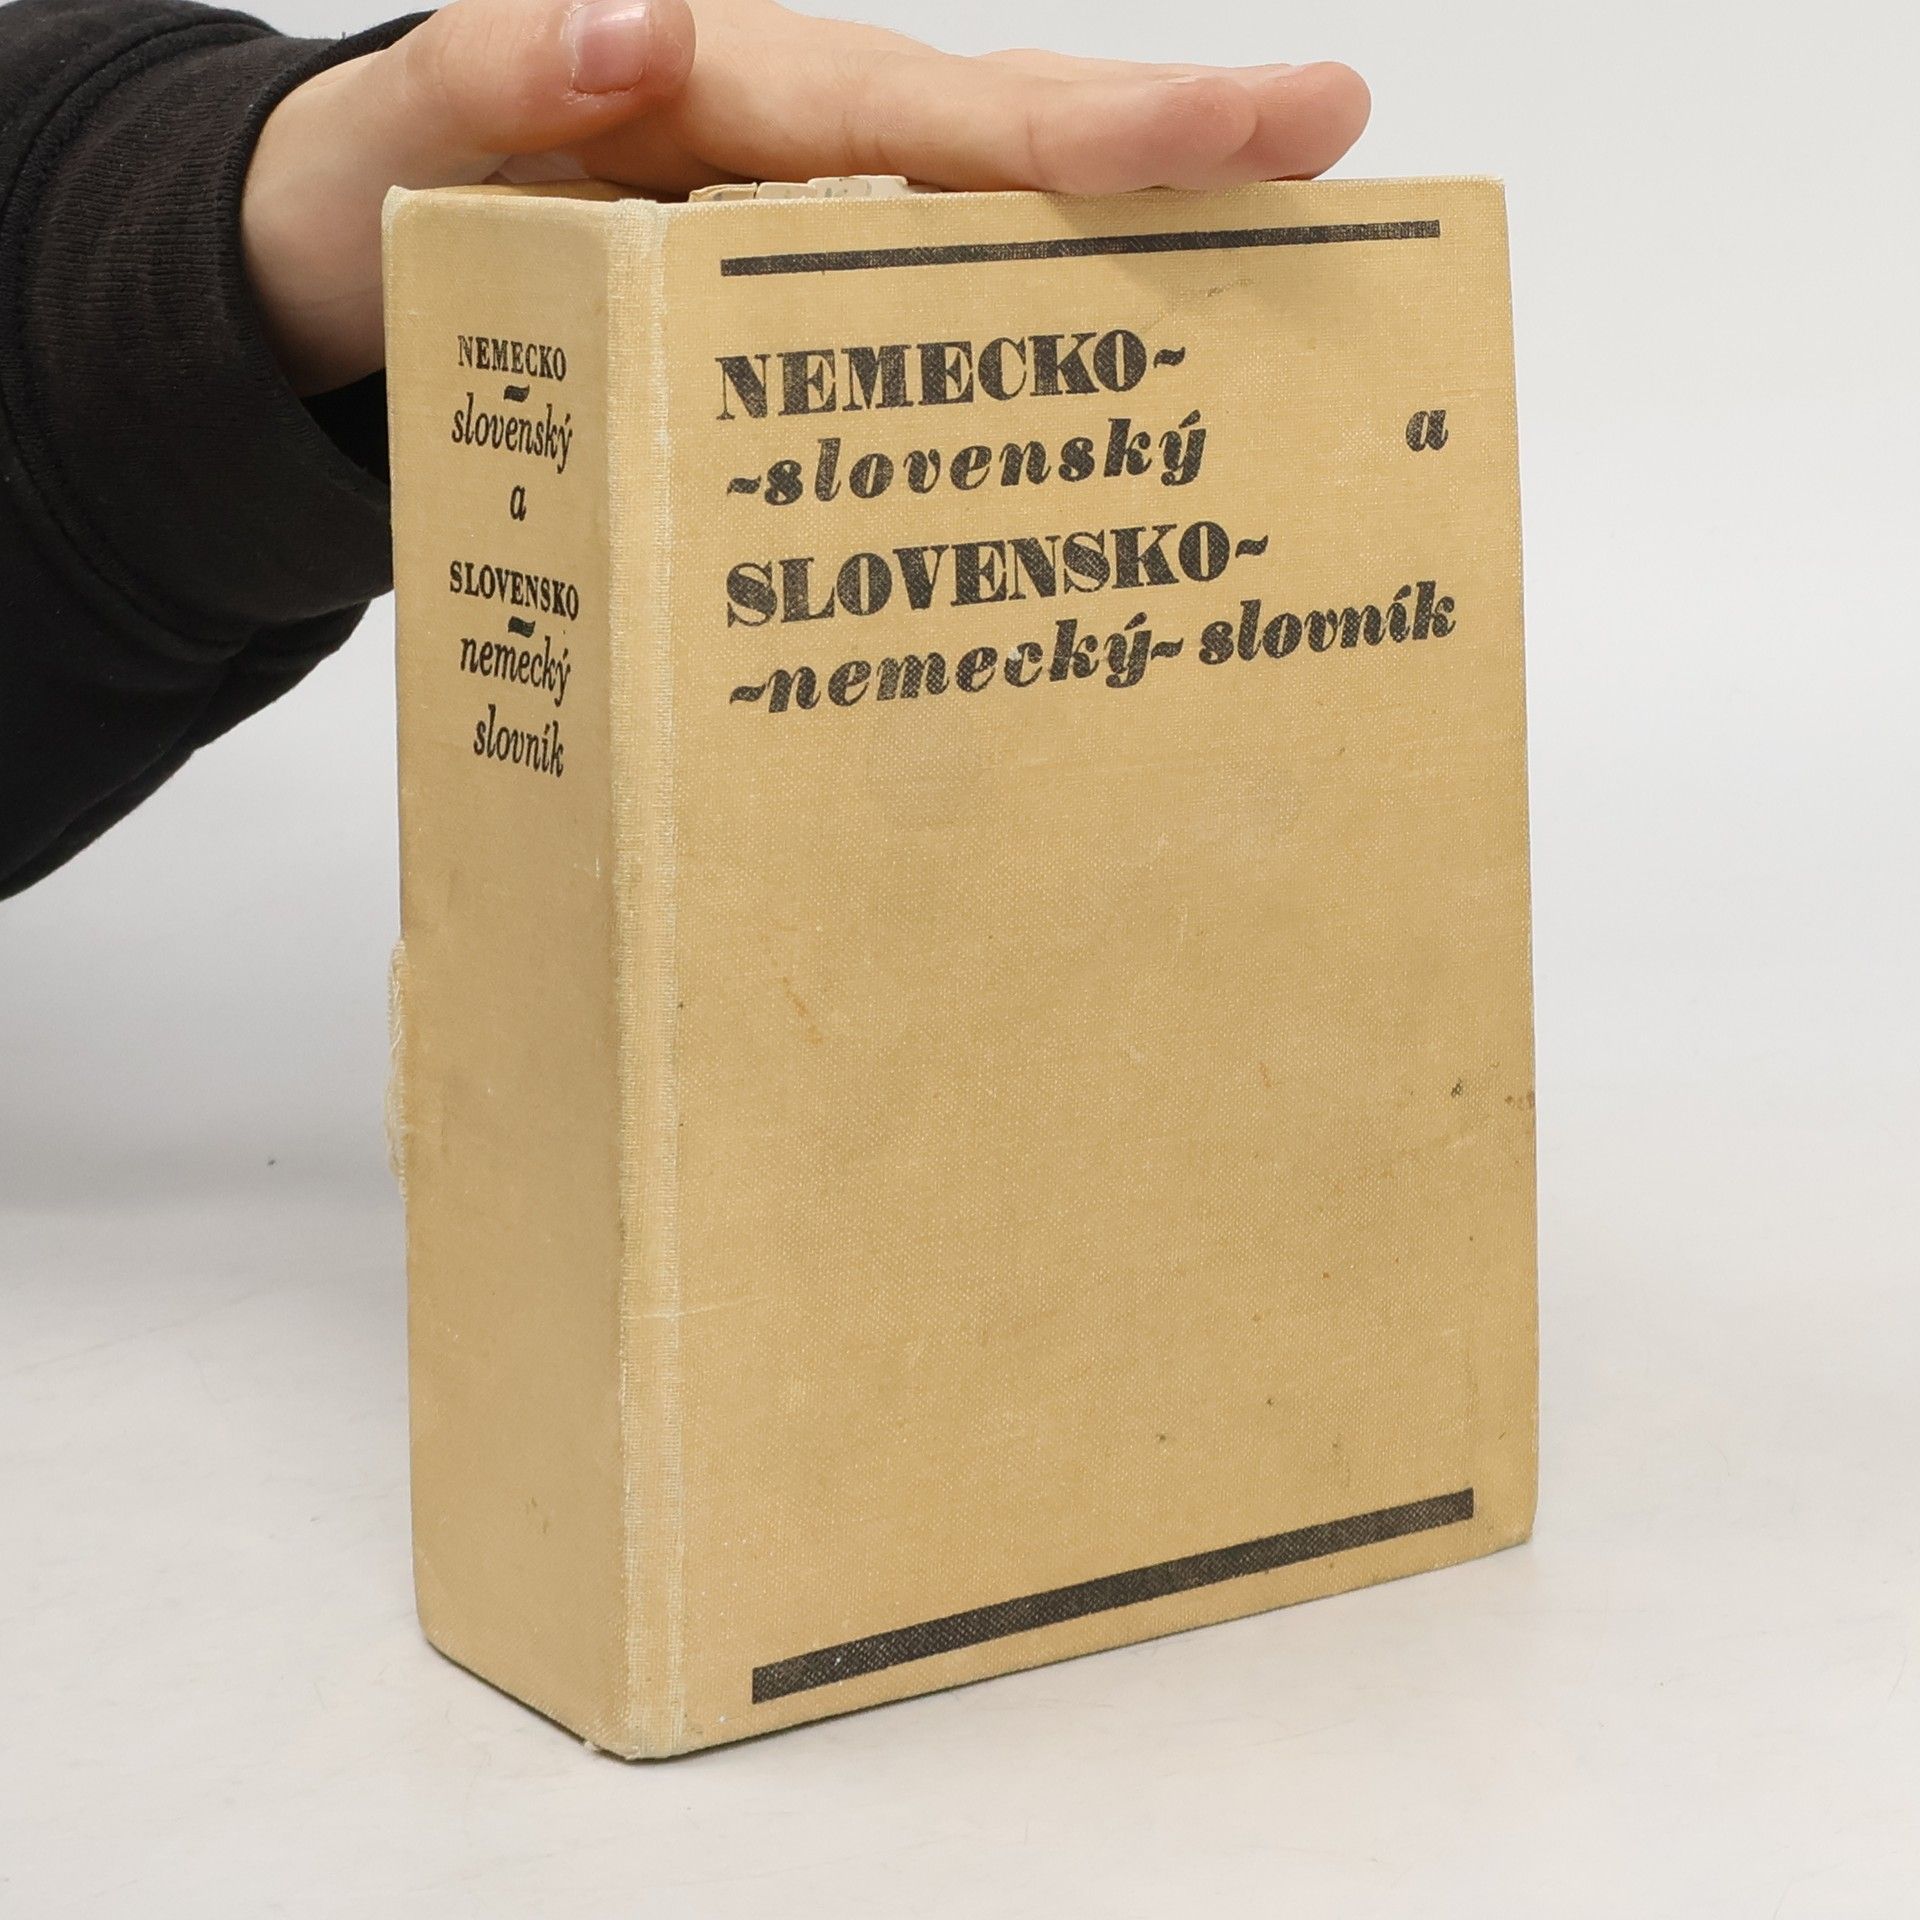 NEMECKO
~
slovenský
a
SLOVENSKO
~
nemecký
slovník
NEMECKO~
~slovenský a
SLOVENSKO~
~nemecký~ slovník